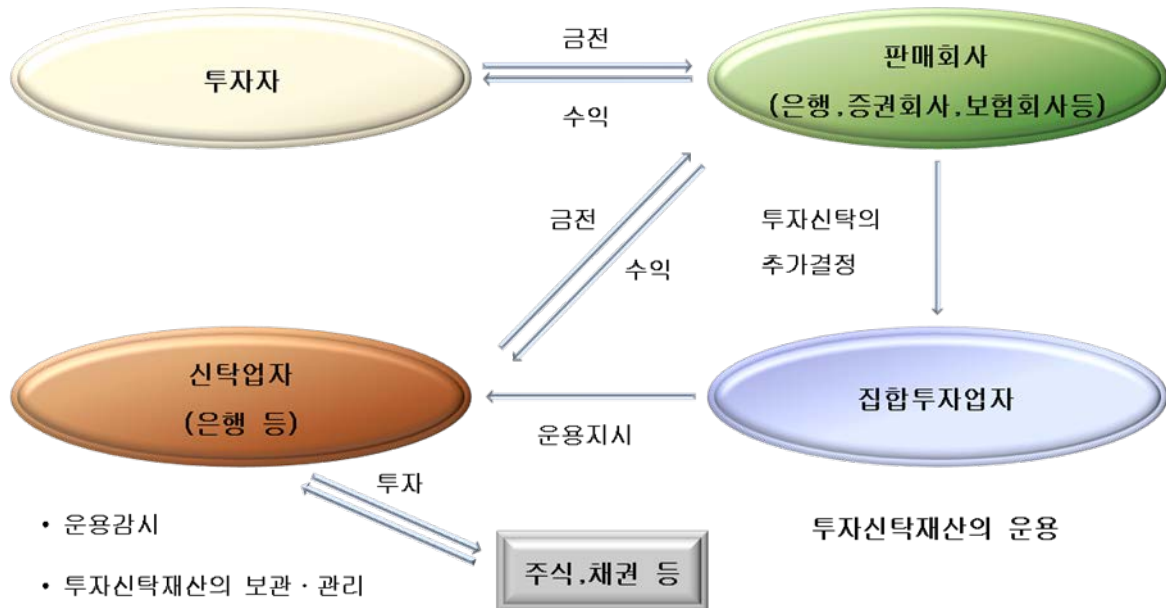 투자자
금전
수익
판매회사
(은행,증권회사,보험회사등)
금전
수익
투자신탁의
추가결정
신탁업자
(은행 등)
운용지시
집합투자업자
투자
• 운용감시
• 투자신탁재산의 보관·관리
주식,채권 등
투자신탁재산의 운용